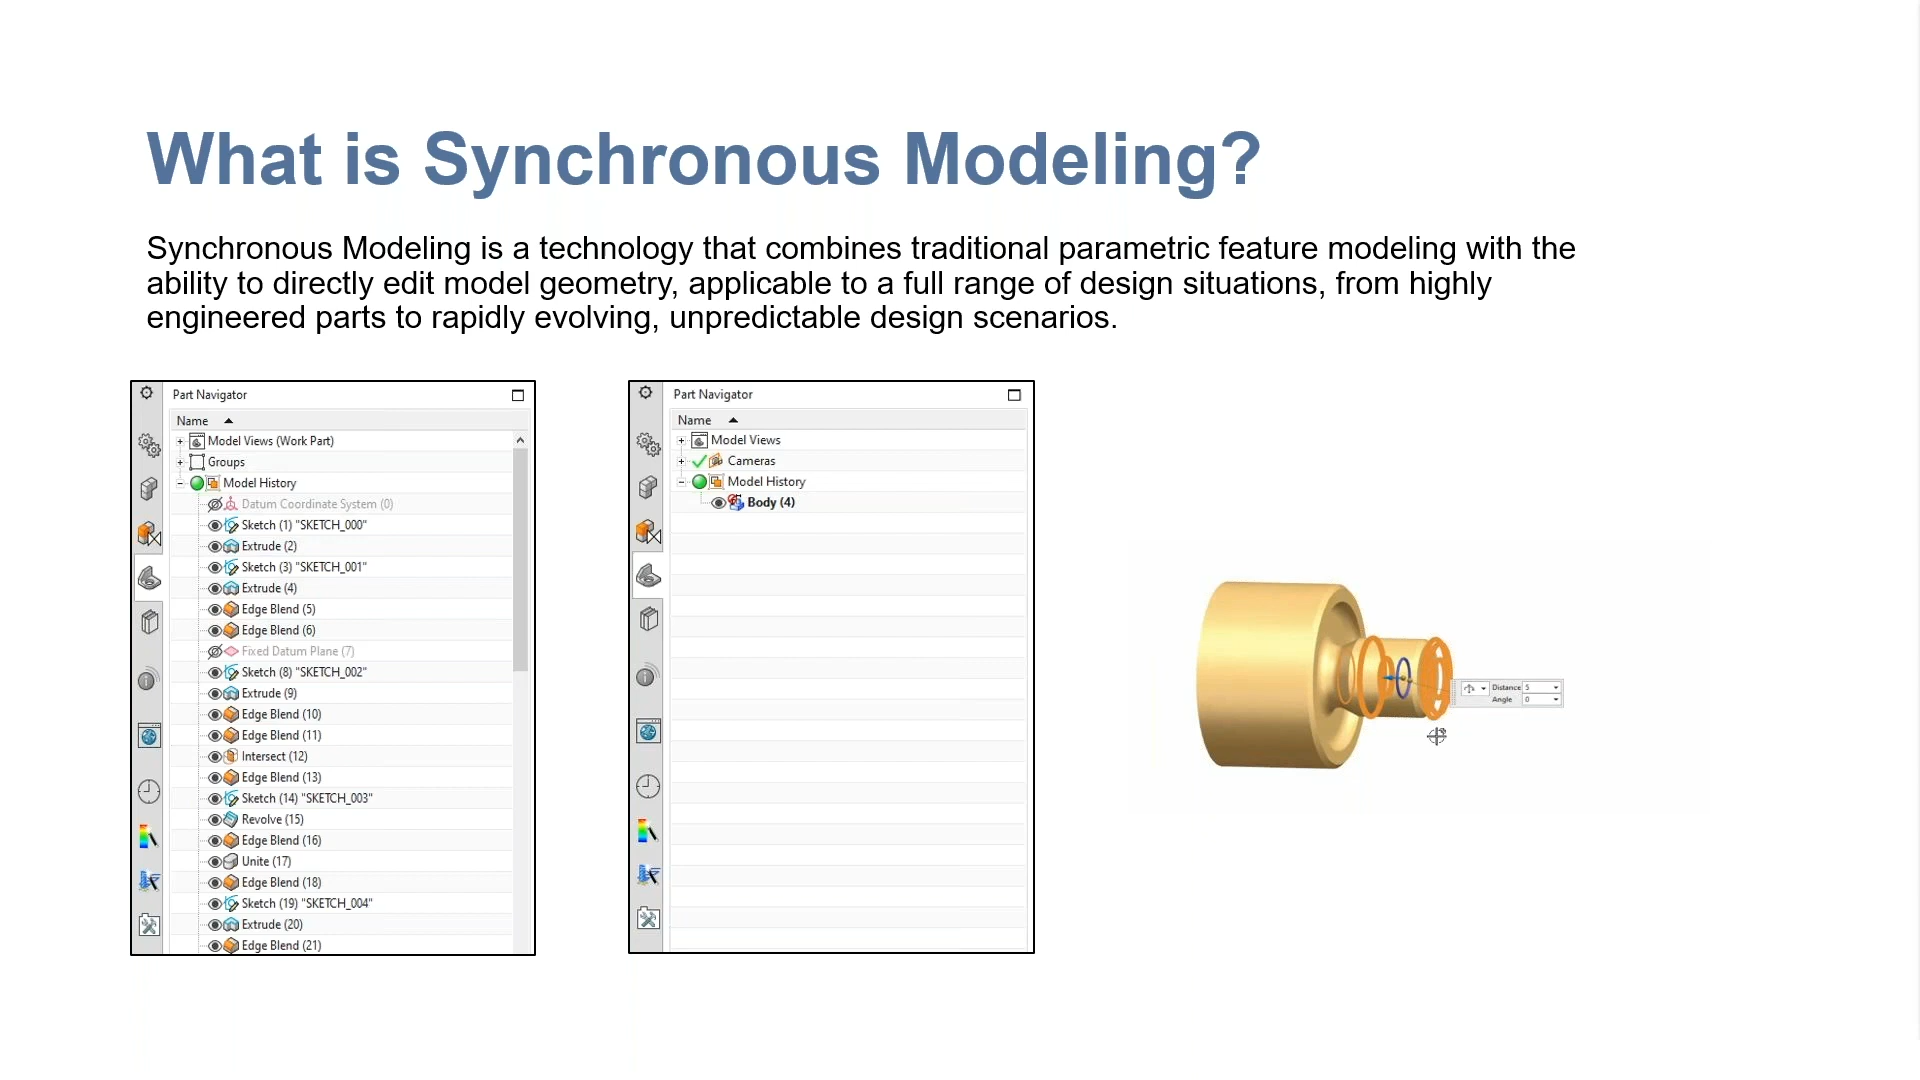 What is Synchronous Modeling?
Synchronous Modeling is a technology that combines traditional parametric feature modeling with the
ability to directly edit model geometry, applicable to a full range of design situations, from highly
engineered parts to rapidly evolving, unpredictable design scenarios.
Part Navigator
Name
Model Views (Work Part)
Groups
Model History
Datum Coordinate System (0)
Sketch (1) "SKETCH_000"
Extrude (2)
Sketch (3) "SKETCH_001"
Extrude (4)
Edge Blend (5)
Edge Blend (6)
Fixed Datum Plane (7)
Sketch (8) "SKETCH_002"
Extrude (9)
Edge Blend (10)
Edge Blend (11)
Intersect (12)
Edge Blend (13)
Sketch (14) "SKETCH_003"
Revolve (15)
Edge Blend (16)
Unite (17)
Edge Blend (18)
Sketch (19) "SKETCH_004"
Extrude (20)
Edge Blend (21)
Part Navigator
Name
Model Views
Cameras
Model History
Body (4)
Distance 5
Angle 0